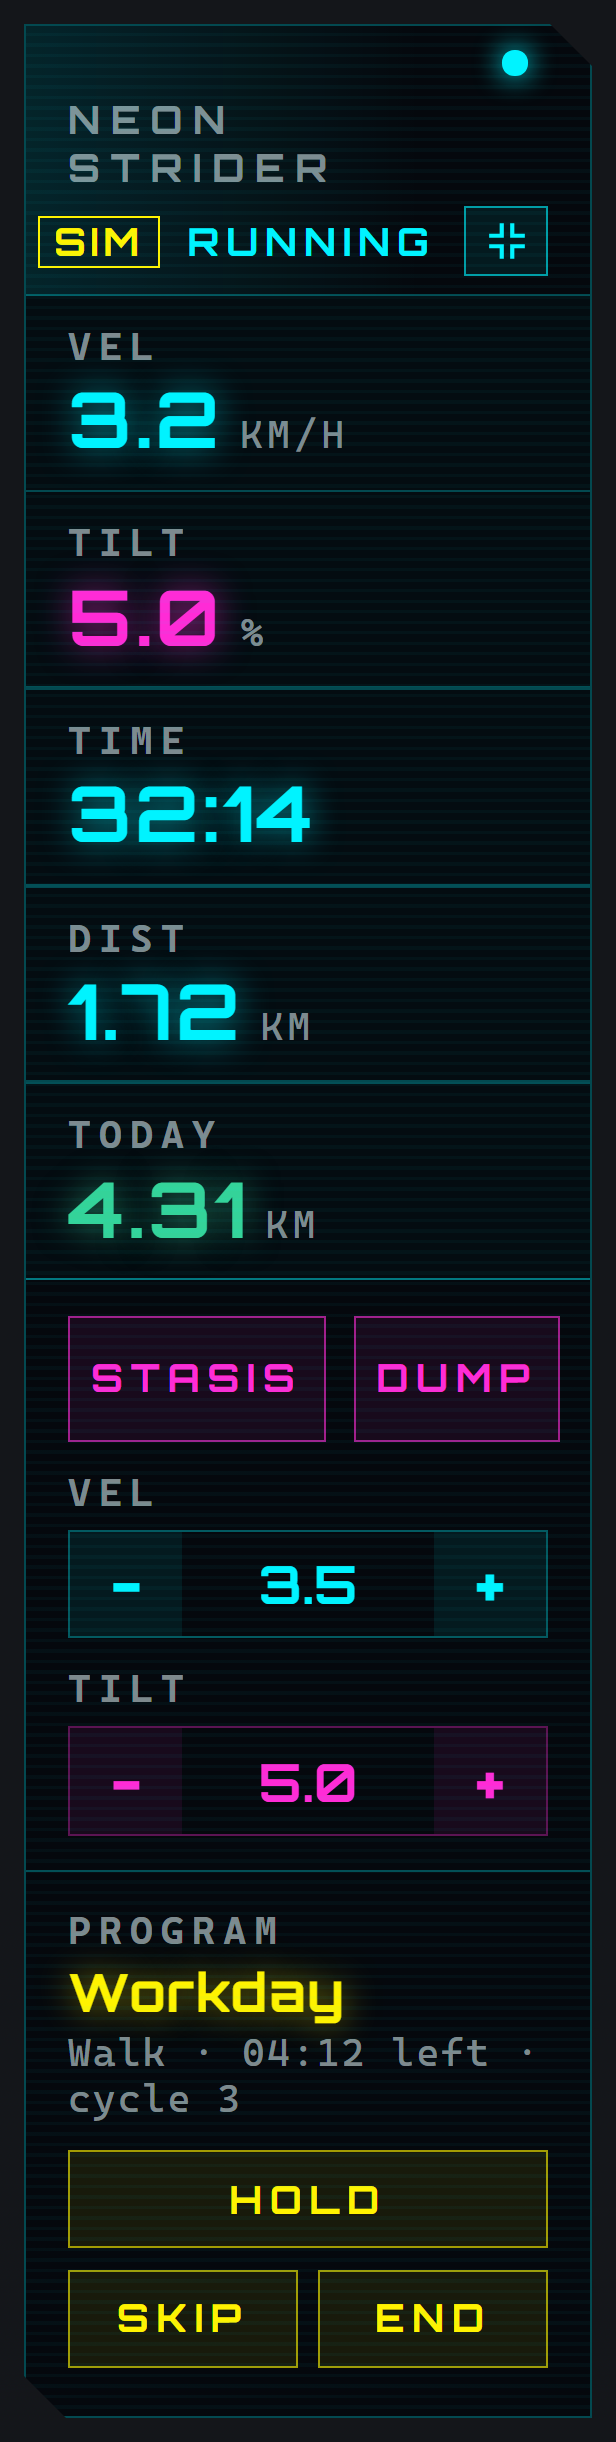 NEON
STRIDER
SIM RUNNING
VEL
3.2 KM/H
TILT
5.0 %
TIME
32:14
DIST
1.72 KM
TODAY
4.31 KM
STASIS DUMP
VEL
- 3.5 +
TILT
- 5.0 +
PROGRAM
Workday
Walk · 04:12 left ·
cycle 3
HOLD
SKIP END